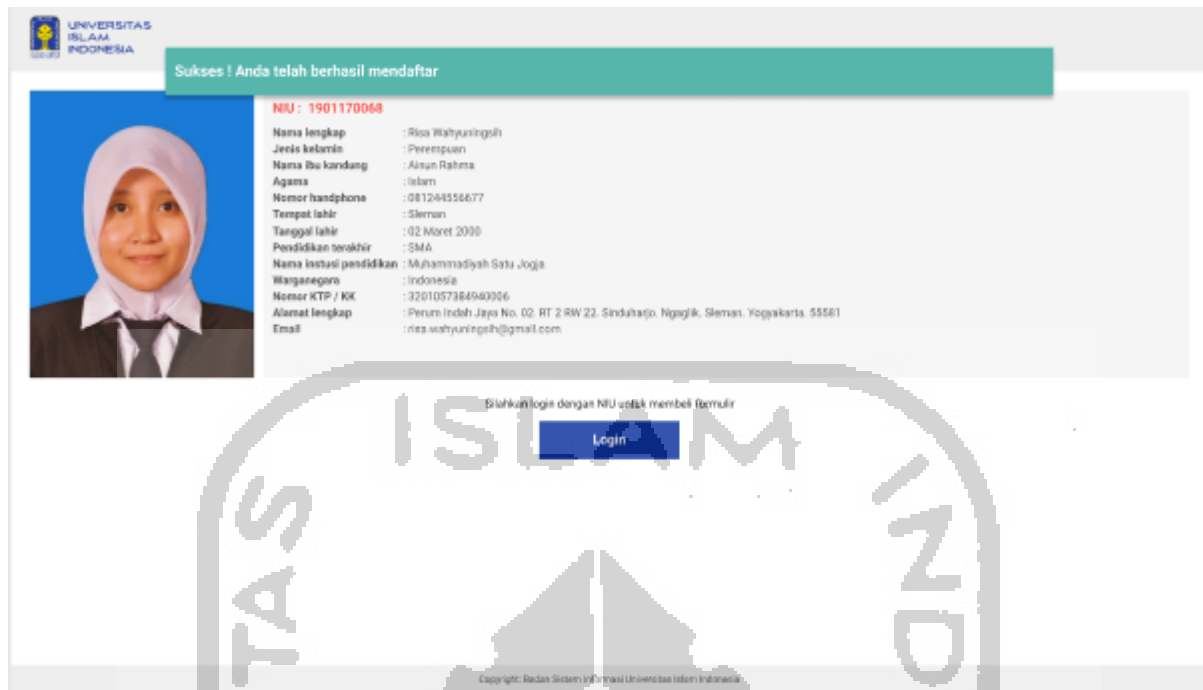 UNIVERSITAS
ISLAM
INDONESIA
Sukses ! Anda telah berhasil mendaftar
NIU : 1901170068
Nama lengkap : Risa Wahyuningsih
Jenis kelamin : Perempuan
Nama ibu kandung : Ainun Rahma
Agama : Islam
Nomor handphone : 081244556677
Tempat lahir : Sleman
Tanggal lahir : 02 Maret 2000
Pendidikan terakhir : SMA
Nama instusi pendidikan : Muhammadiyah Satu Jogja
Warganegara : Indonesia
Nomor KTP / KK : 3201057384940006
Alamat lengkap : Perum Indah Jaya No. 02. RT 2 RW 22. Sinduharjo. Ngaglik, Sleman. Yogyakarta. 55581
Email : risa.wahyuningsih@gmail.com
Silahkan login dengan NIU untuk membeli formulir
Login
ISLAM
TAS
IND
Copyright: Badan Sistem Informasi Universitas Islam Indonesia